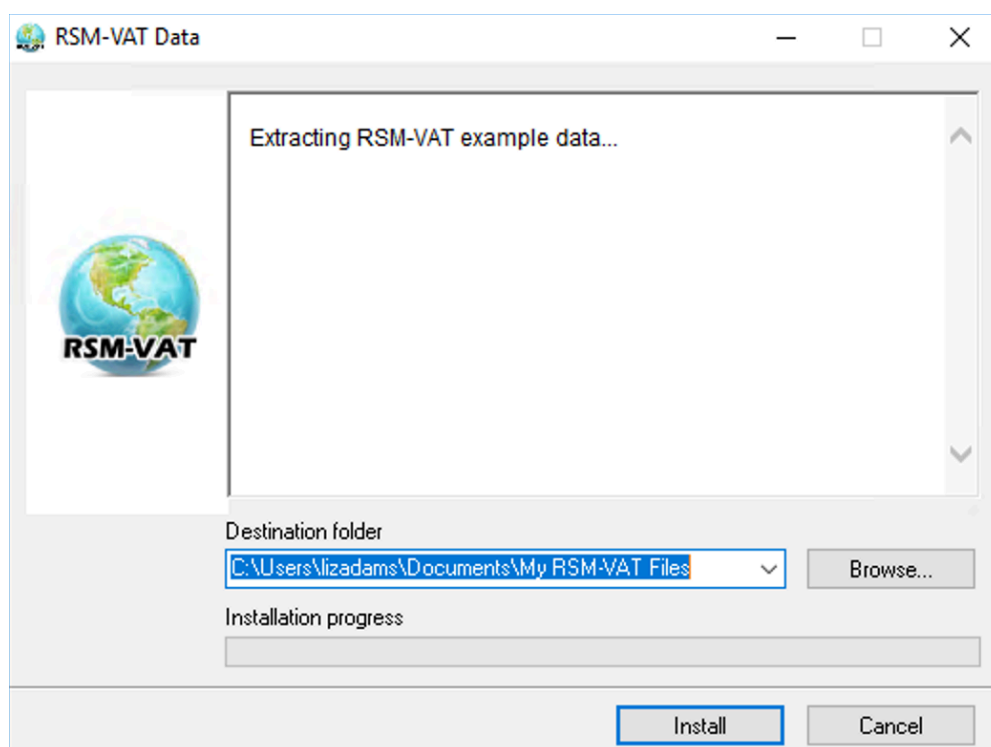 RSM-VAT Data
Extracting RSM-VAT example data...
RSM-VAT
Destination folder
C:\Users\lizadams\Documents\My RSM-VAT Files
Browse...
Installation progress
Install
Cancel